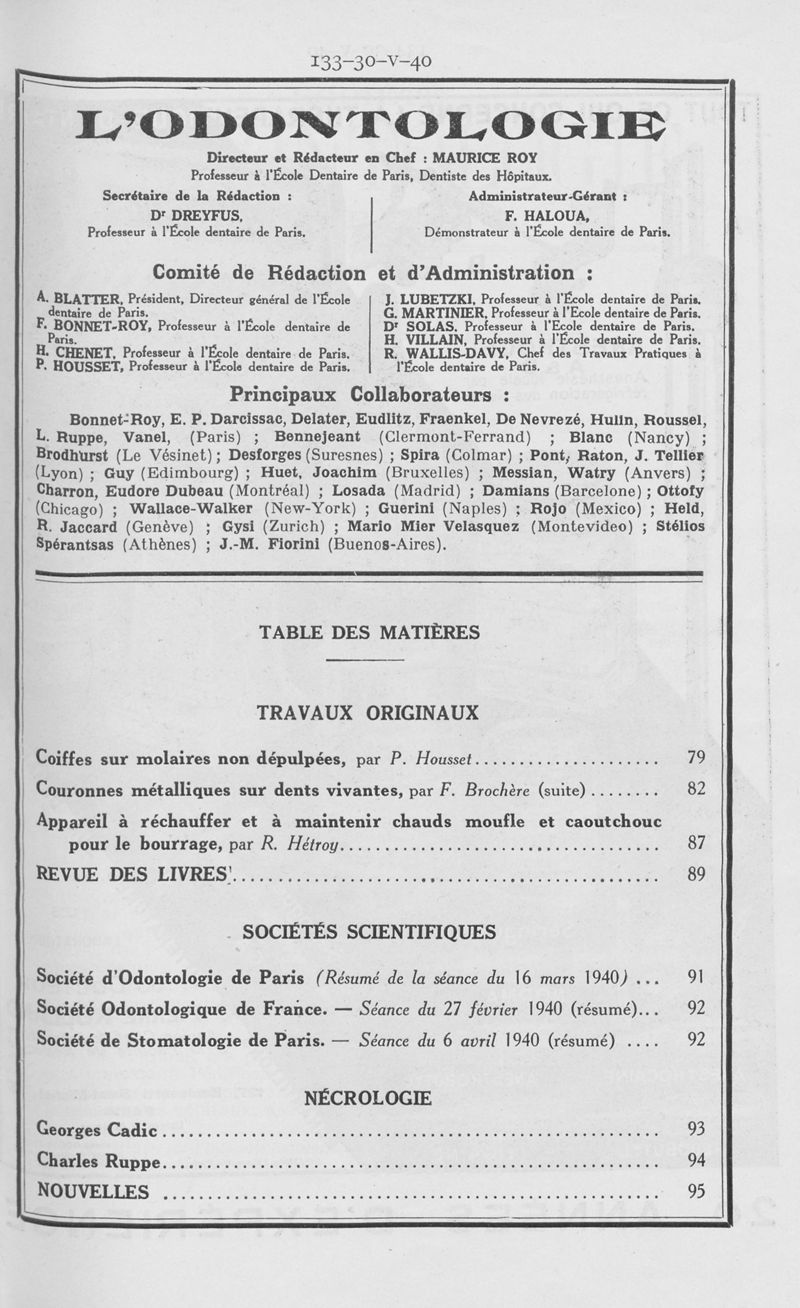 133-30-V-40
L'ODONTOLOGIE
Directeur et Rédacteur en Chef : MAURICE ROY
Professeur à l'École Dentaire de Paris, Dentiste des Hôpitaux.
Secrétaire de la Rédaction :
Dr DREYFUS,
Professeur à l'École dentaire de Paris.
Administrateur-Gérant :
F. HALOUA,
Démonstrateur à l'École dentaire de Paris.
Comité de Rédaction et d'Administration :
A. BLATTER, Président, Directeur général de l'École
dentaire de Paris.
F. BONNET-ROY, Professeur à l'École dentaire de
Paris.
H. CHENET, Professeur à l'École dentaire de Paris.
P. HOUSSET, Professeur à l'École dentaire de Paris.
J. LUBETZKI, Professeur à l'École dentaire de Paris.
G. MARTINIER, Professeur à l'Ecole dentaire de Paris.
Dr SOLAS, Professeur à l'Ecole dentaire de Paris.
H. VILLAIN, Professeur à l'École dentaire de Paris.
R. WALLIS-DAVY, Chef des Travaux Pratiques à
l'École dentaire de Paris.
Principaux Collaborateurs :
Bonnet-Roy, E. P. Darcissac, Delater, Eudlitz, Fraenkel, De Nevrezé, Hulin, Roussel,
L. Ruppe, Vanel, (Paris) ; Bennejeant (Clermont-Ferrand) ; Blanc (Nancy) ;
Brodhurst (Le Vésinet) ; Desforges (Suresnes) ; Spira (Colmar) ; Pont, Raton, J. Tellier
(Lyon) ; Guy (Edimbourg) ; Huet, Joachim (Bruxelles) ; Messian, Watry (Anvers) ;
Charron, Eudore Dubeau (Montréal) ; Losada (Madrid) ; Damians (Barcelone) ; Ottofy
(Chicago) ; Wallace-Walker (New-York) ; Guerini (Naples) ; Rojo (Mexico) ; Held,
R. Jaccard (Genève) ; Gysi (Zurich) ; Mario Mier Velasquez (Montevideo) ; Stélios
Spérantsas (Athènes) ; J.-M. Fiorini (Buenos-Aires).
TABLE DES MATIÈRES
TRAVAUX ORIGINAUX
Coiffes sur molaires non dépulpées, par P. Housset..................... 79
Couronnes métalliques sur dents vivantes, par F. Brochère (suite) ........ 82
Appareil à réchauffer et à maintenir chauds moufle et caoutchouc
pour le bourrage, par R. Hétroy.................................... 87
REVUE DES LIVRES................................................ 89
SOCIÉTÉS SCIENTIFIQUES
Société d'Odontologie de Paris (Résumé de la séance du 16 mars 1940) ... 91
Société Odontologique de France. — Séance du 27 février 1940 (résumé)... 92
Société de Stomatologie de Paris. — Séance du 6 avril 1940 (résumé) .... 92
NÉCROLOGIE
Georges Cadic ........................................................ 93
Charles Ruppe........................................................ 94
NOUVELLES ........................................................ 95